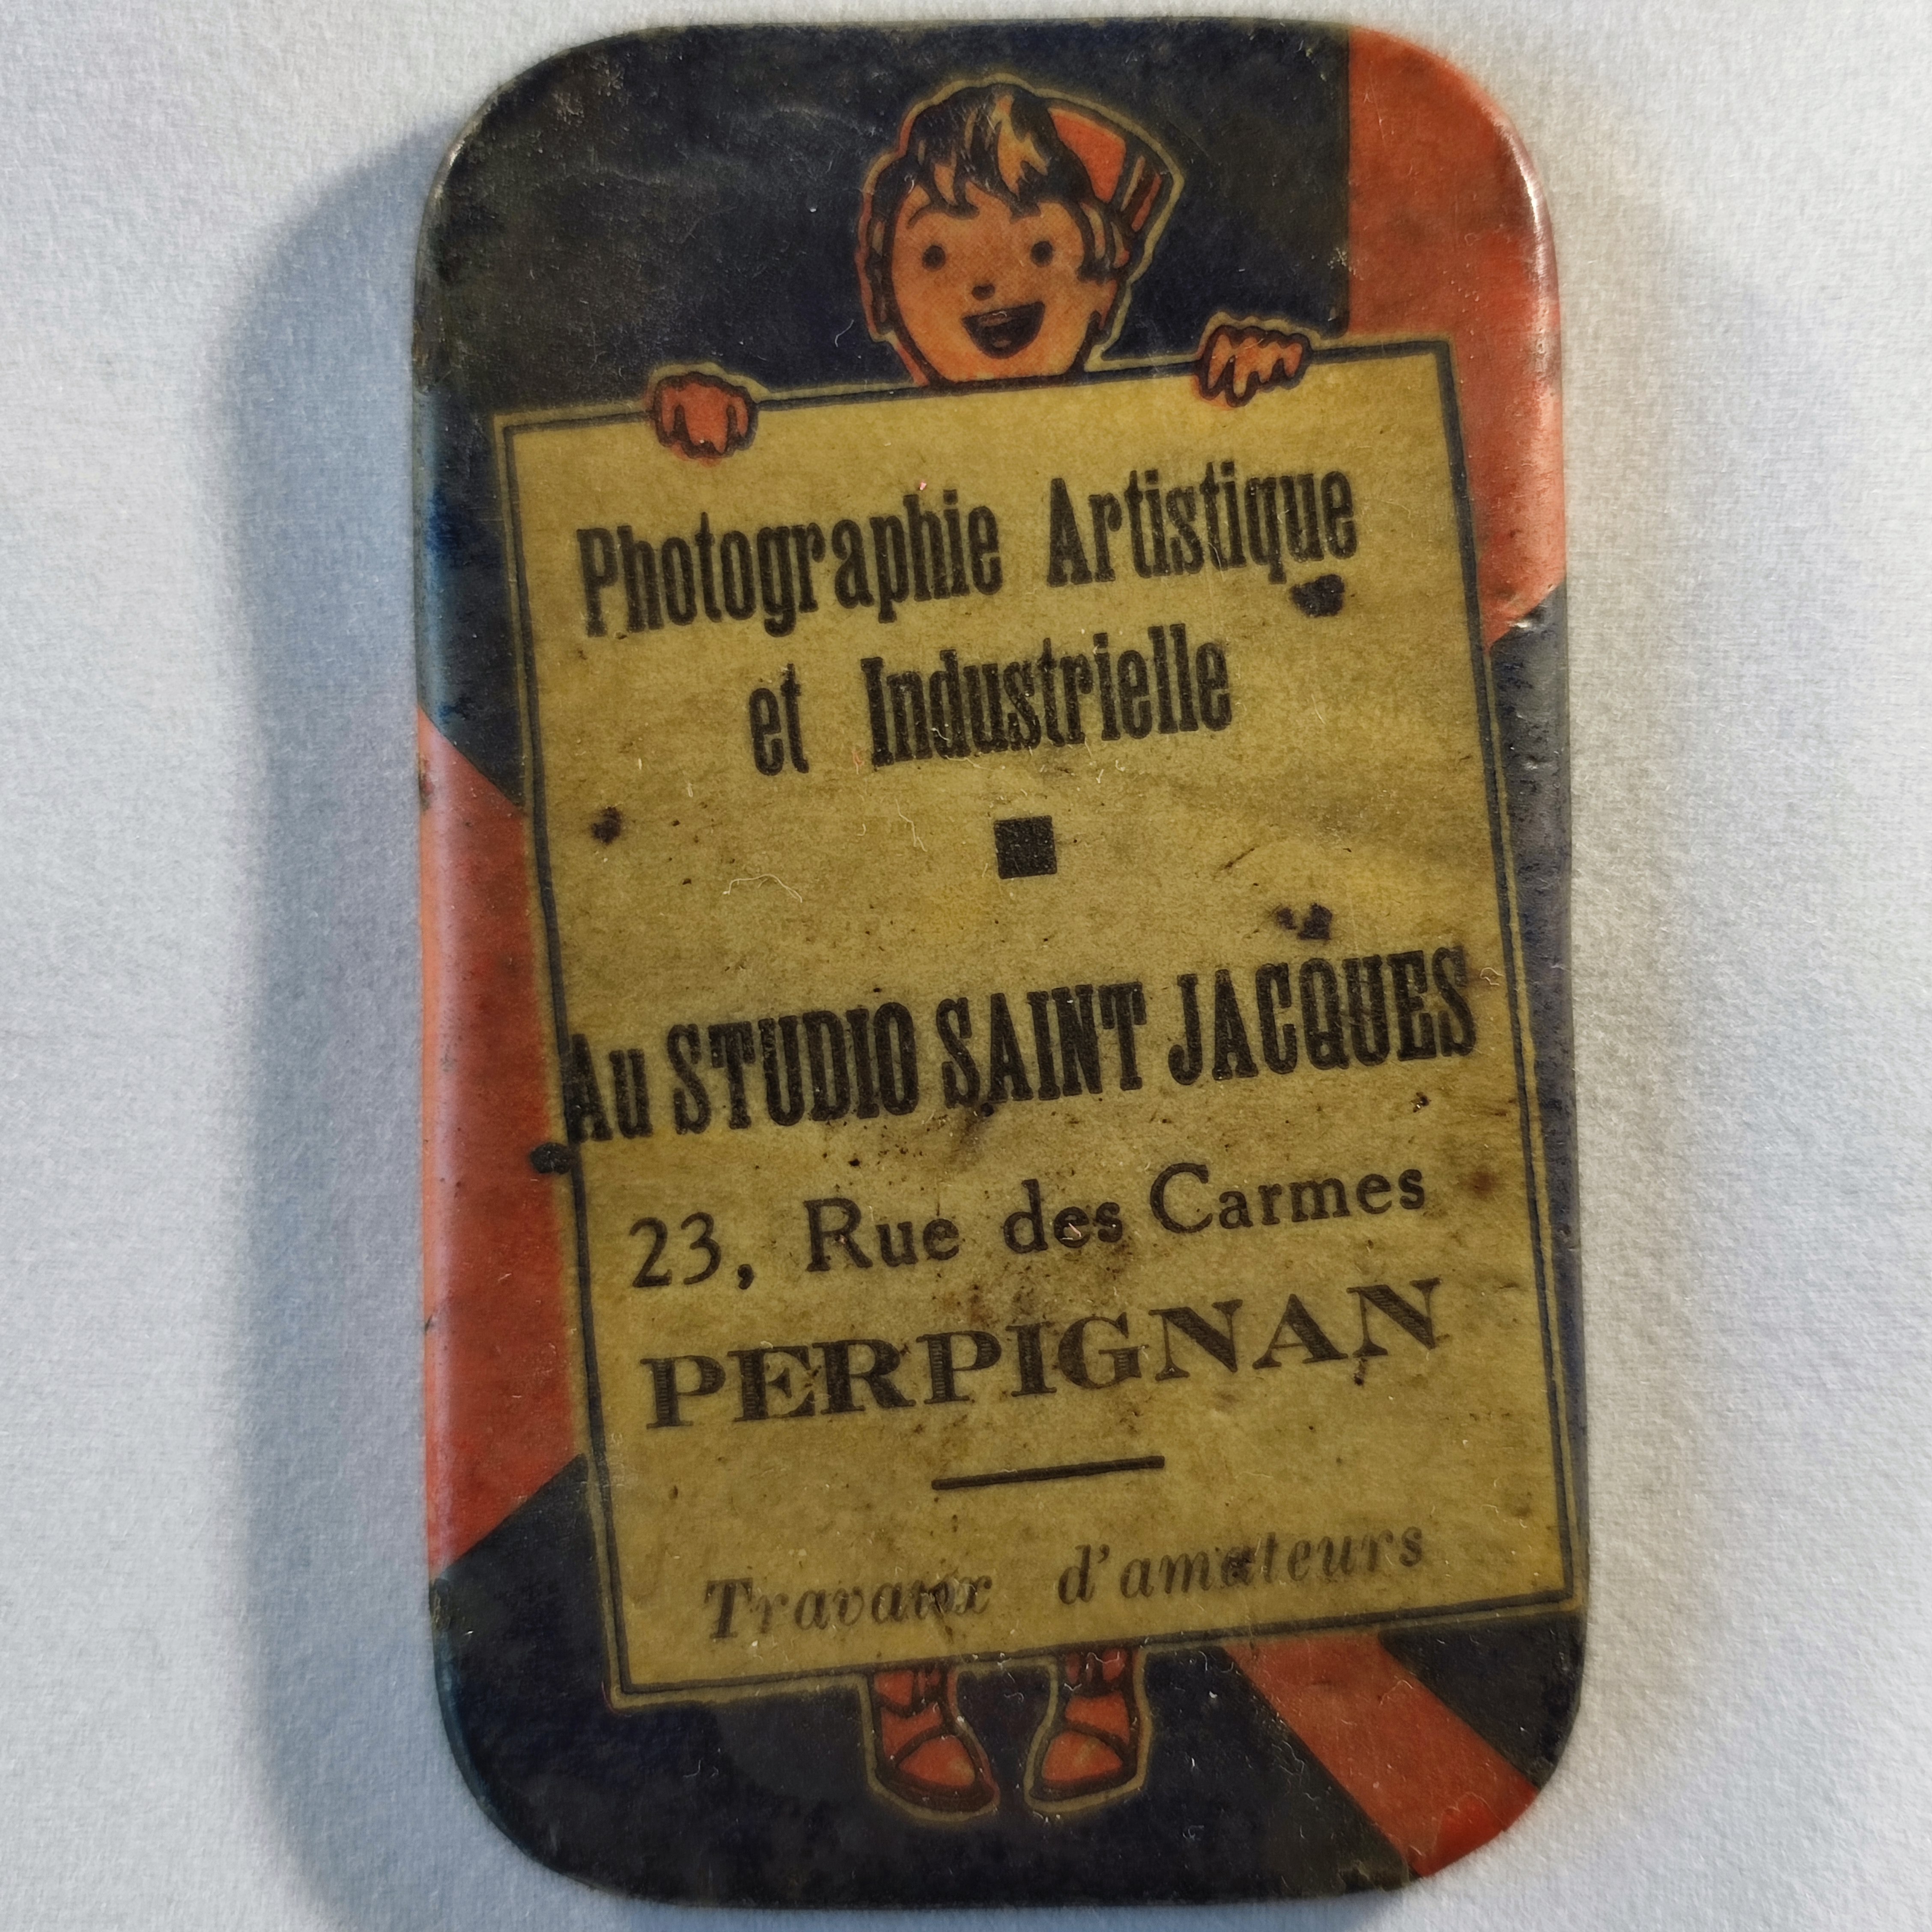 Photographie Artistique
et Industrielle
Au STUDIO SAINT JACQUES
23, Rue des Carmes
PERPIGNAN
Travaux d'amateurs